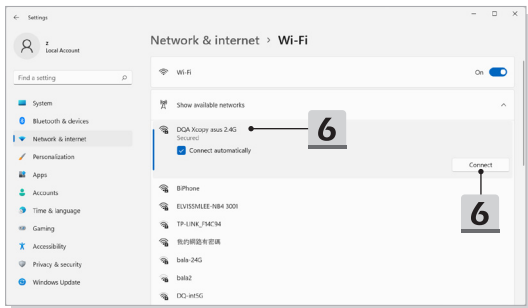 Settings
z
Local Account
Find a setting
System
Bluetooth & devices
Network & internet
Personalization
Apps
Accounts
Time & language
Gaming
Accessibility
Privacy & security
Windows Update
Network & internet > Wi-Fi
Wi-Fi
On
Show available networks
DQA Xcopy asus 2.4G
Secured
Connect automatically
6
Connect
6
BiPhone
ELVISSMLEE-NB4 3001
TP-LINK_F14C94
我的網路有密碼
bala-24G
bala2
DQ-int5G